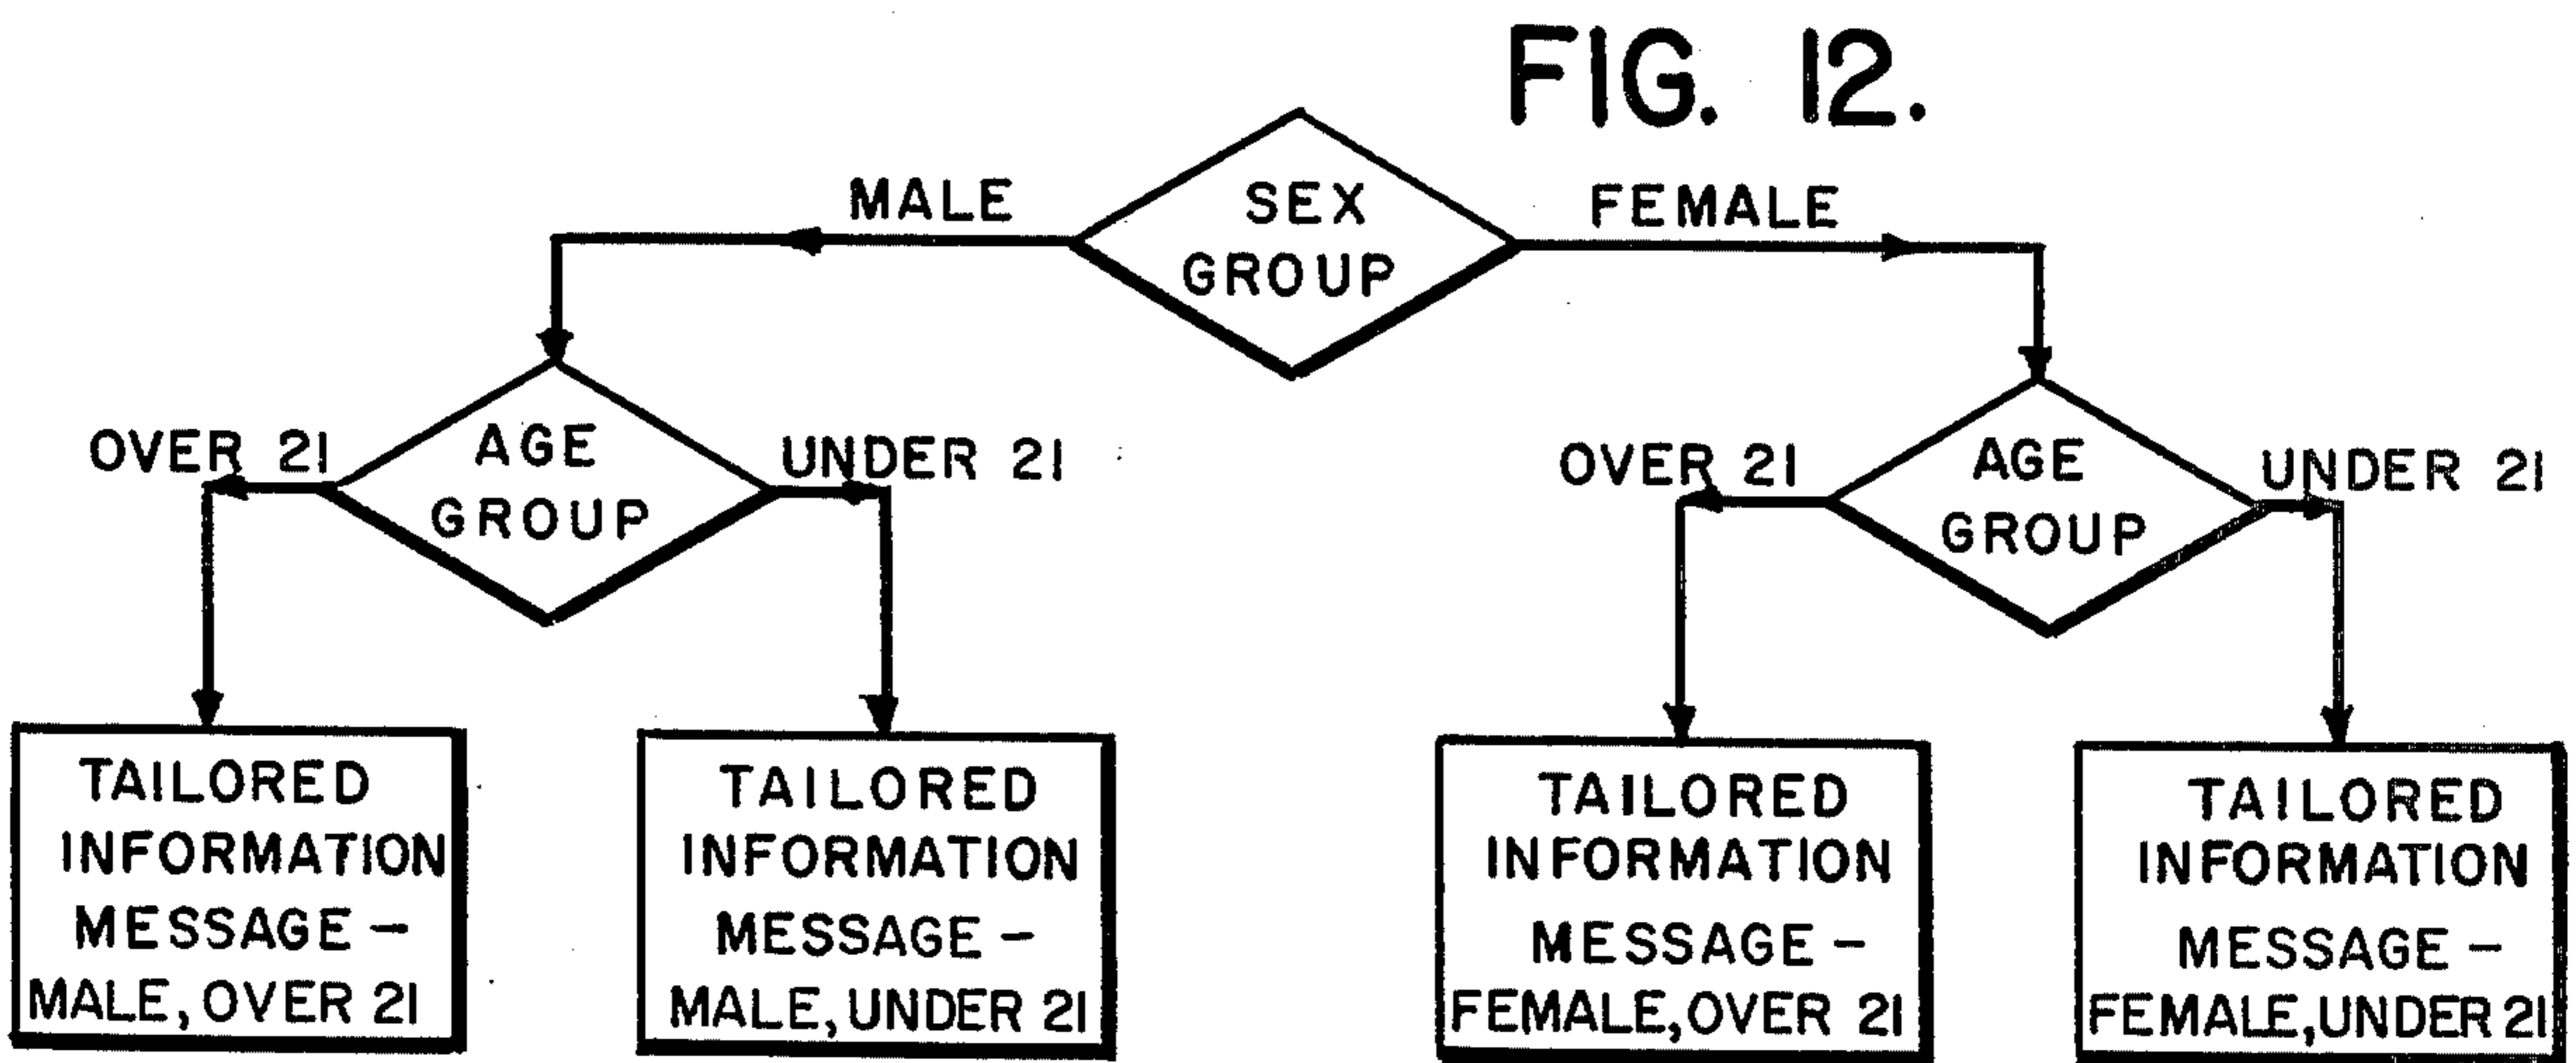 FIG. 12.
MALE
SEX
GROUP
FEMALE
OVER 21
AGE
GROUP
UNDER 21
OVER 21
AGE
GROUP
UNDER 21
TAILORED
INFORMATION
MESSAGE –
MALE, OVER 21
TAILORED
INFORMATION
MESSAGE –
MALE, UNDER 21
TAILORED
INFORMATION
MESSAGE –
FEMALE, OVER 21
TAILORED
INFORMATION
MESSAGE –
FEMALE, UNDER 21